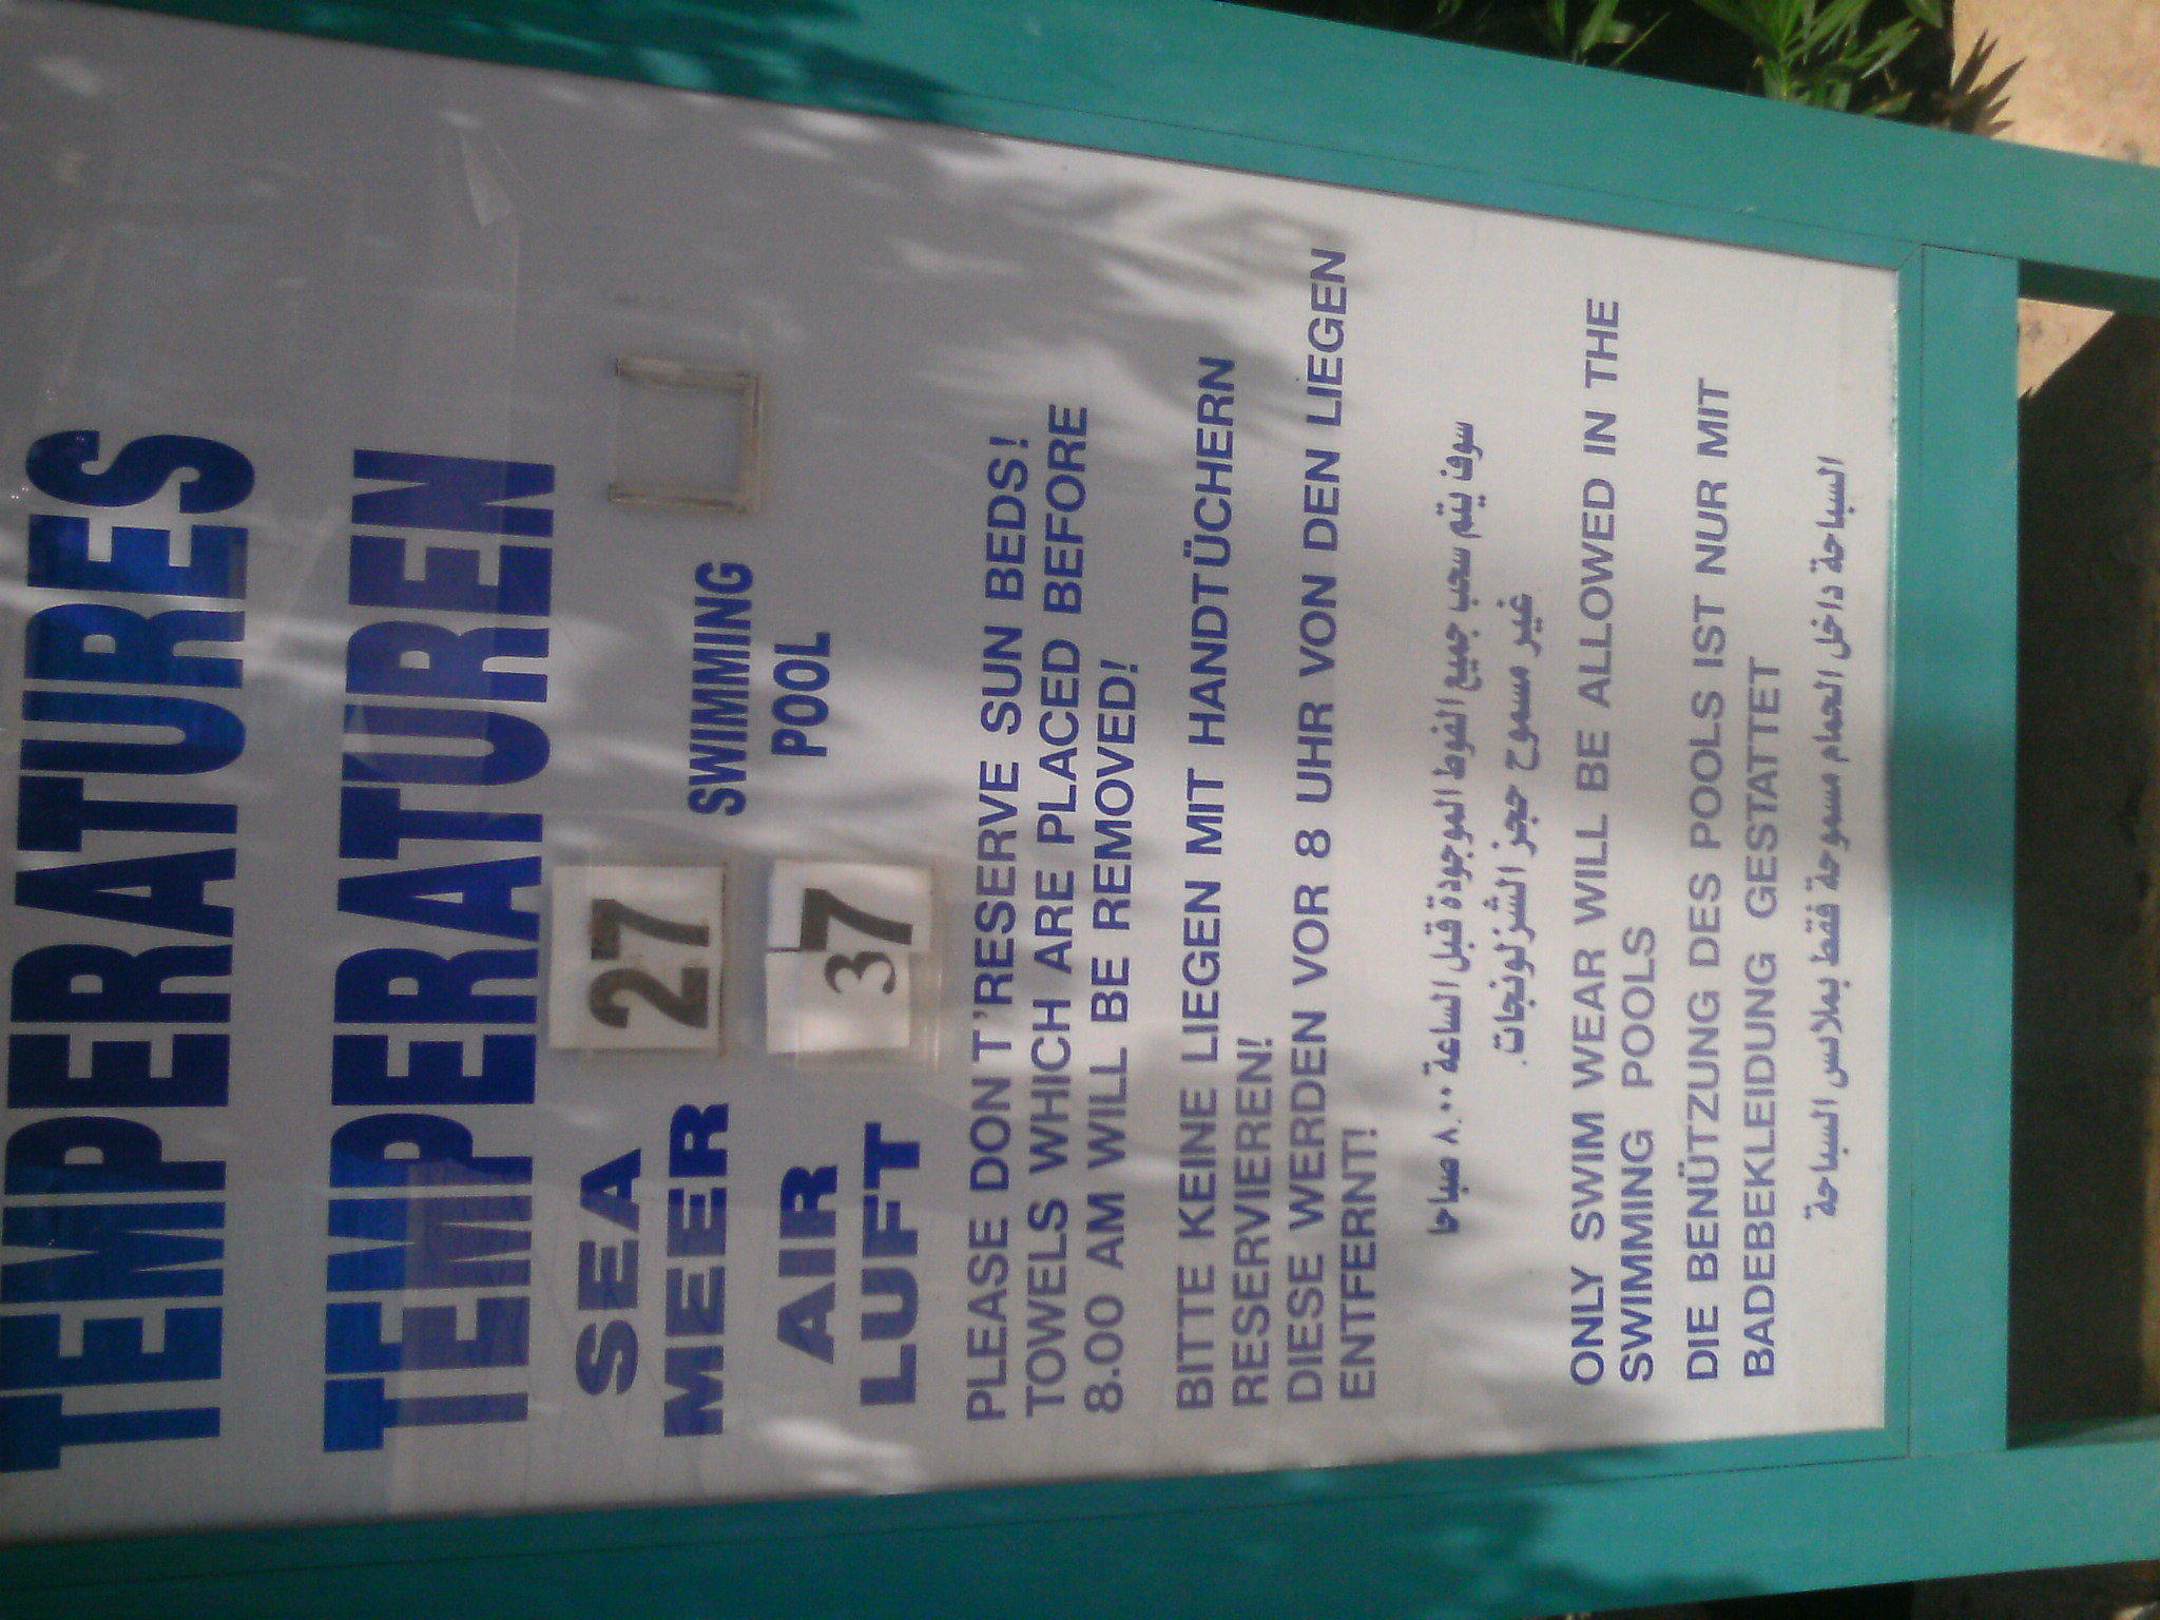 TEMPERATURES
TEMPERATUREN
SEA
MEER
27
SWIMMING
POOL
AIR
LUFT
37
PLEASE DON T'RESERVE SUN BEDS!
TOWELS WHICH ARE PLACED BEFORE
8.00 AM WILL BE REMOVED!
BITTE KEINE LIEGEN MIT HANDTÜCHERN
RESERVIEREN!
DIESE WERDEN VOR 8 UHR VON DEN LIEGEN
ENTFERNT!
سوف يتم سحب جميع الفوط الموجودة قبل الساعة ٨.٠٠ صباحا
غير مسموح حجز الشزلونجات.
ONLY SWIM WEAR WILL BE ALLOWED IN THE
SWIMMING POOLS
DIE BENÜTZUNG DES POOLS IST NUR MIT
BADEBEKLEIDUNG GESTATTET
السباحة داخل الحمام مسموحة فقط بملابس السباحة